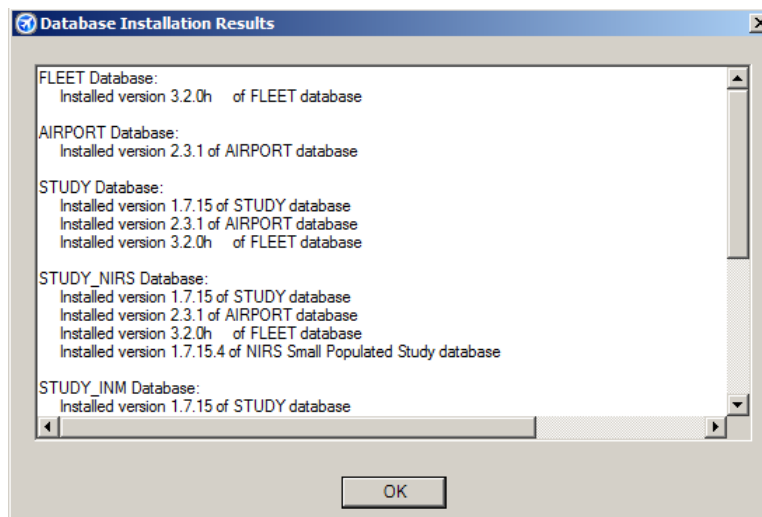 Database Installation Results
FLEET Database:
Installed version 3.2.0h of FLEET database
AIRPORT Database:
Installed version 2.3.1 of AIRPORT database
STUDY Database:
Installed version 1.7.15 of STUDY database
Installed version 2.3.1 of AIRPORT database
Installed version 3.2.0h of FLEET database
STUDY_NIRS Database:
Installed version 1.7.15 of STUDY database
Installed version 2.3.1 of AIRPORT database
Installed version 3.2.0h of FLEET database
Installed version 1.7.15.4 of NIRS Small Populated Study database
STUDY_INM Database:
Installed version 1.7.15 of STUDY database
OK